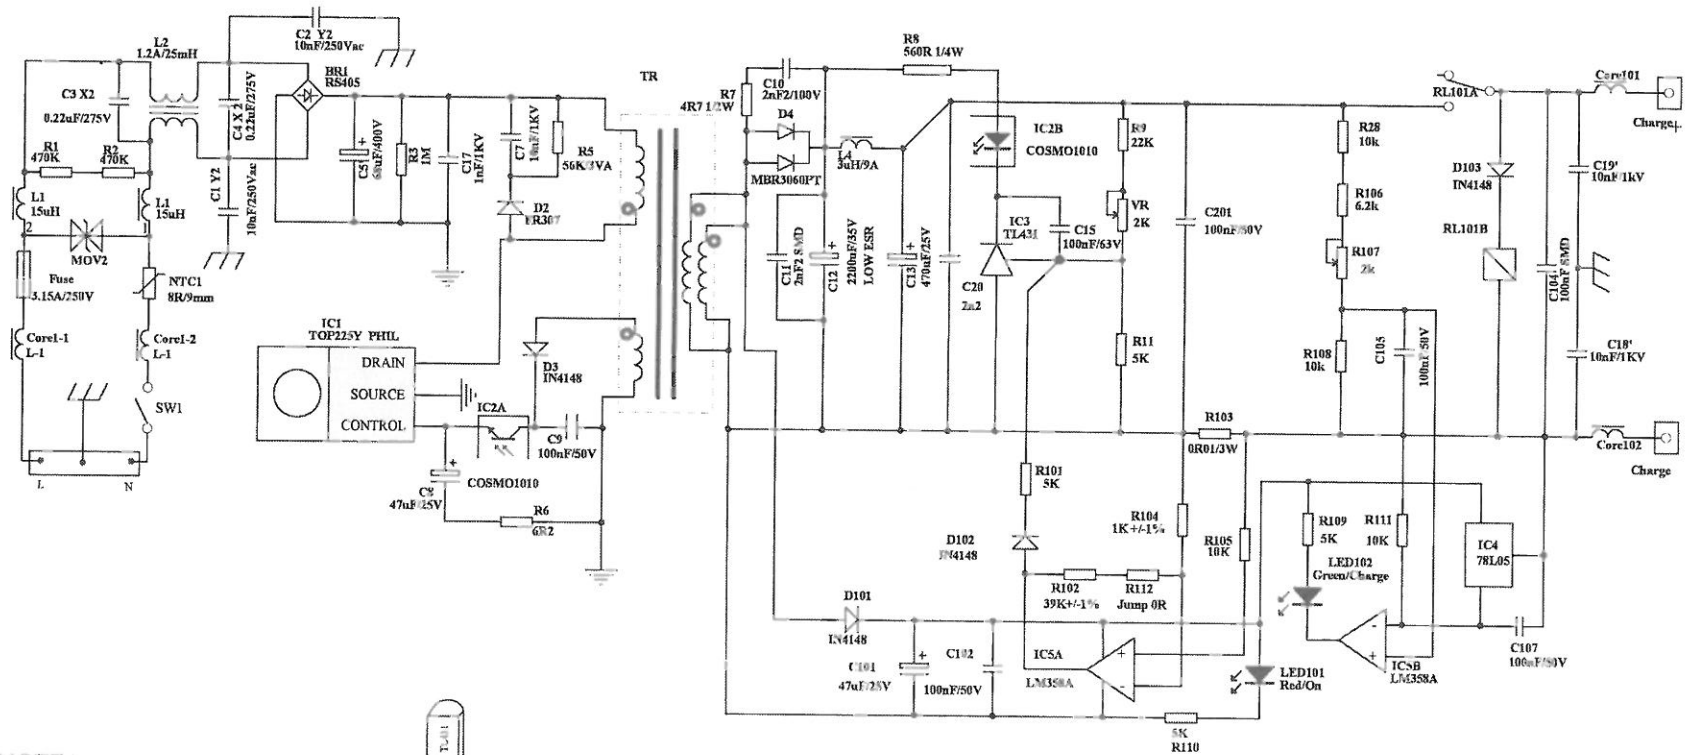 C2 Y2
10nF/250Vac
L2
1.2A/25mH
BR1
RS405
C3 X2
0.22uF/275V
C4 X2
0.22uF/275V
R1
470K
R2
470K
C1 Y2
10nF/250Vac
L1
15uH
L1
15uH
2
1
MOV2
Fuse
3.15A/250V
NTC1
8R/9mm
Core1-1
L-1
Core1-2
L-1
SW1
L
N
C5
68uF/400V
R3
1M
C17
1nF/1KV
C7
10nF/1KV
R5
56K/3VA
D2
FR307
TR
IC1
TOP225Y PHIL
DRAIN
SOURCE
CONTROL
D3
IN4148
IC2A
C9
100nF/50V
COSMO1010
47uF/25V
R6
6R2
R7
4R7 1/2W
C10
2nF2/100V
D4
MBR3060PT
L4
3uH/9A
R8
560R 1/4W
C11
2nF2 SMD
C12
2200uF/35V
LOW ESR
C13
470uF/25V
IC2B
COSMO1010
IC3
TL431
C15
100nF/63V
C20
2n2
R9
22K
VR
2K
R11
5K
C201
100nF/50V
R28
10k
R106
6.2k
R107
2k
R108
10k
C105
100nF/50V
RL101A
Core101
Charge+
D103
IN4148
RL101B
C104
100nF SMD
C19'
10nF/1kV
C18'
10nF/1KV
Core102
Charge
R103
0R01/3W
R101
5K
D102
IN4148
R104
1K+/-1%
R105
10K
R102
39K+/-1%
R112
Jump 0R
R109
5K
R111
10K
LED102
Green/Charge
IC4
78L05
D101
IN4148
C101
47uF/25V
C102
100nF/50V
IC5A
LM358A
+
-
LED101
Red/On
-
+
IC5B
LM358A
C107
100nF/50V
5K
R110